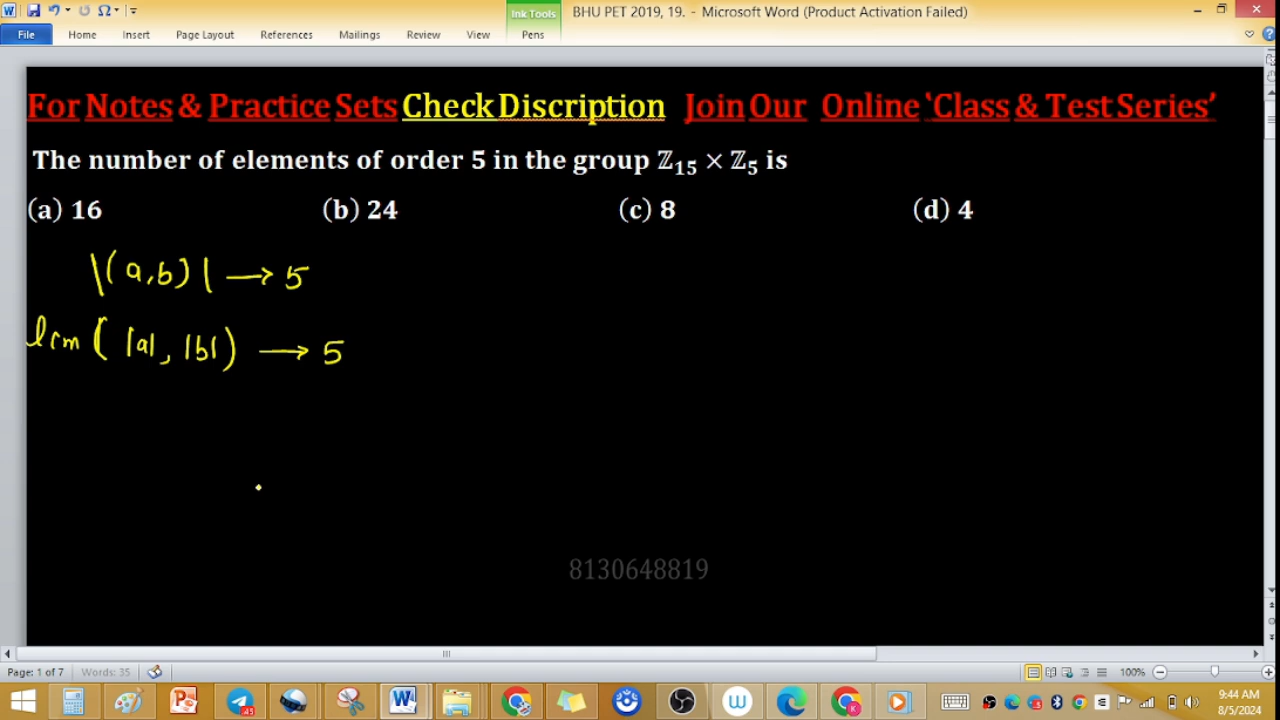 BHU PET 2019, 19. - Microsoft Word (Product Activation Failed)
Ink Tools
File Home Insert Page Layout References Mailings Review View Pens
For Notes & Practice Sets Check Discription Join Our Online 'Class & Test Series'
The number of elements of order 5 in the group ℤ₁₅ × ℤ₅ is
(a) 16 (b) 24 (c) 8 (d) 4
|(a,b)| → 5
lcm (|a|, |b|) → 5
8130648819
Page: 1 of 7 Words: 35 100%
9:44 AM
8/5/2024